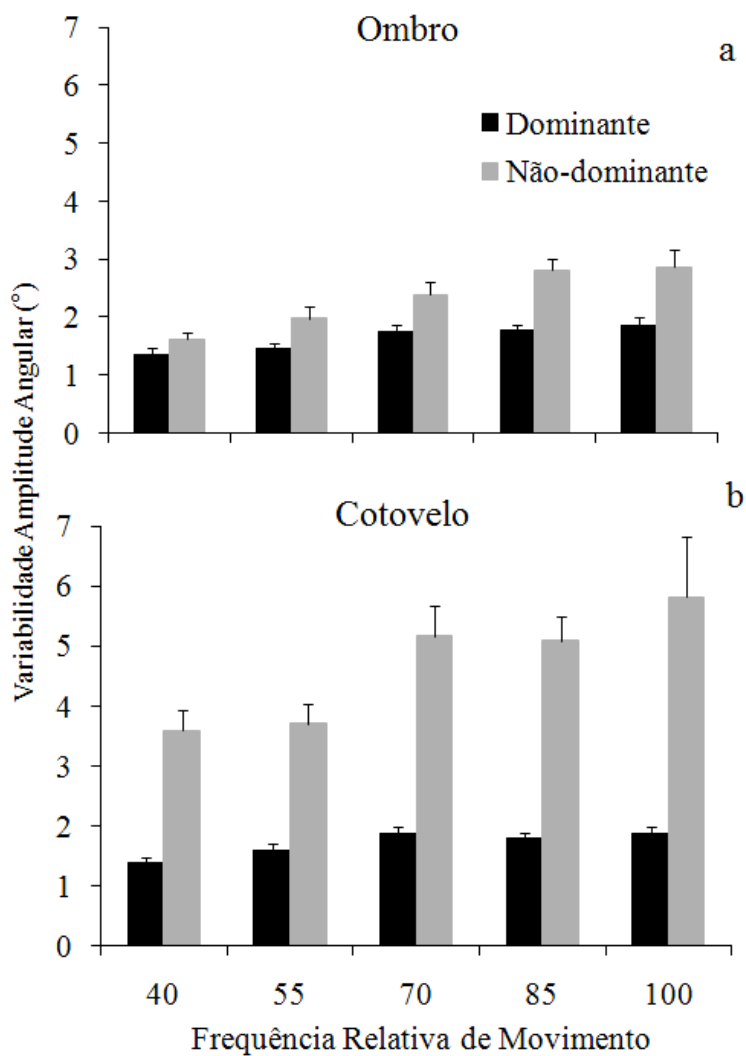 Ombro
a
7
6
5
4
3
2
1
0
Dominante
Não-dominante
Variabilidade Amplitude Angular (°)
Cotovelo
b
7
6
5
4
3
2
1
0
40 55 70 85 100
Frequência Relativa de Movimento